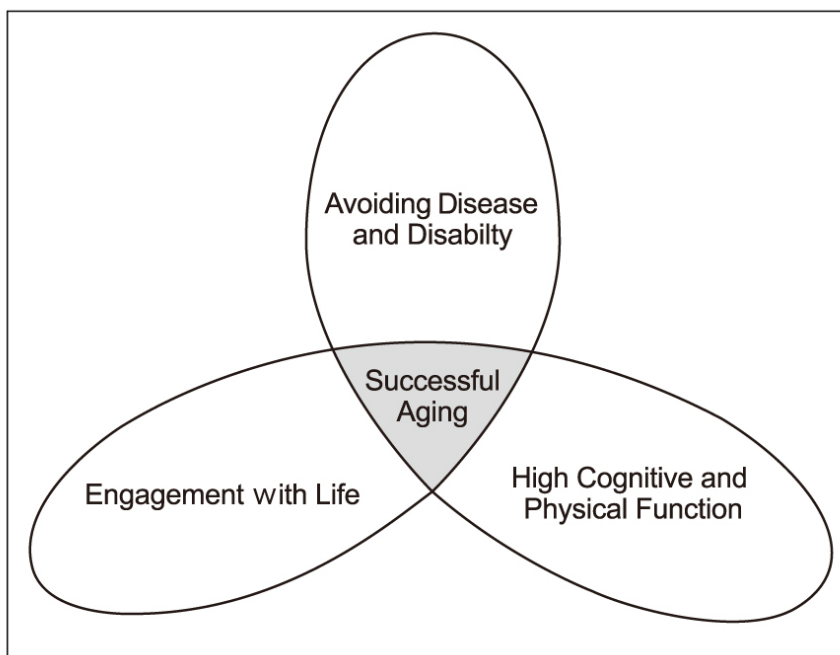 Avoiding Disease
and Disabilty
Successful
Aging
Engagement with Life
High Cognitive and
Physical Function